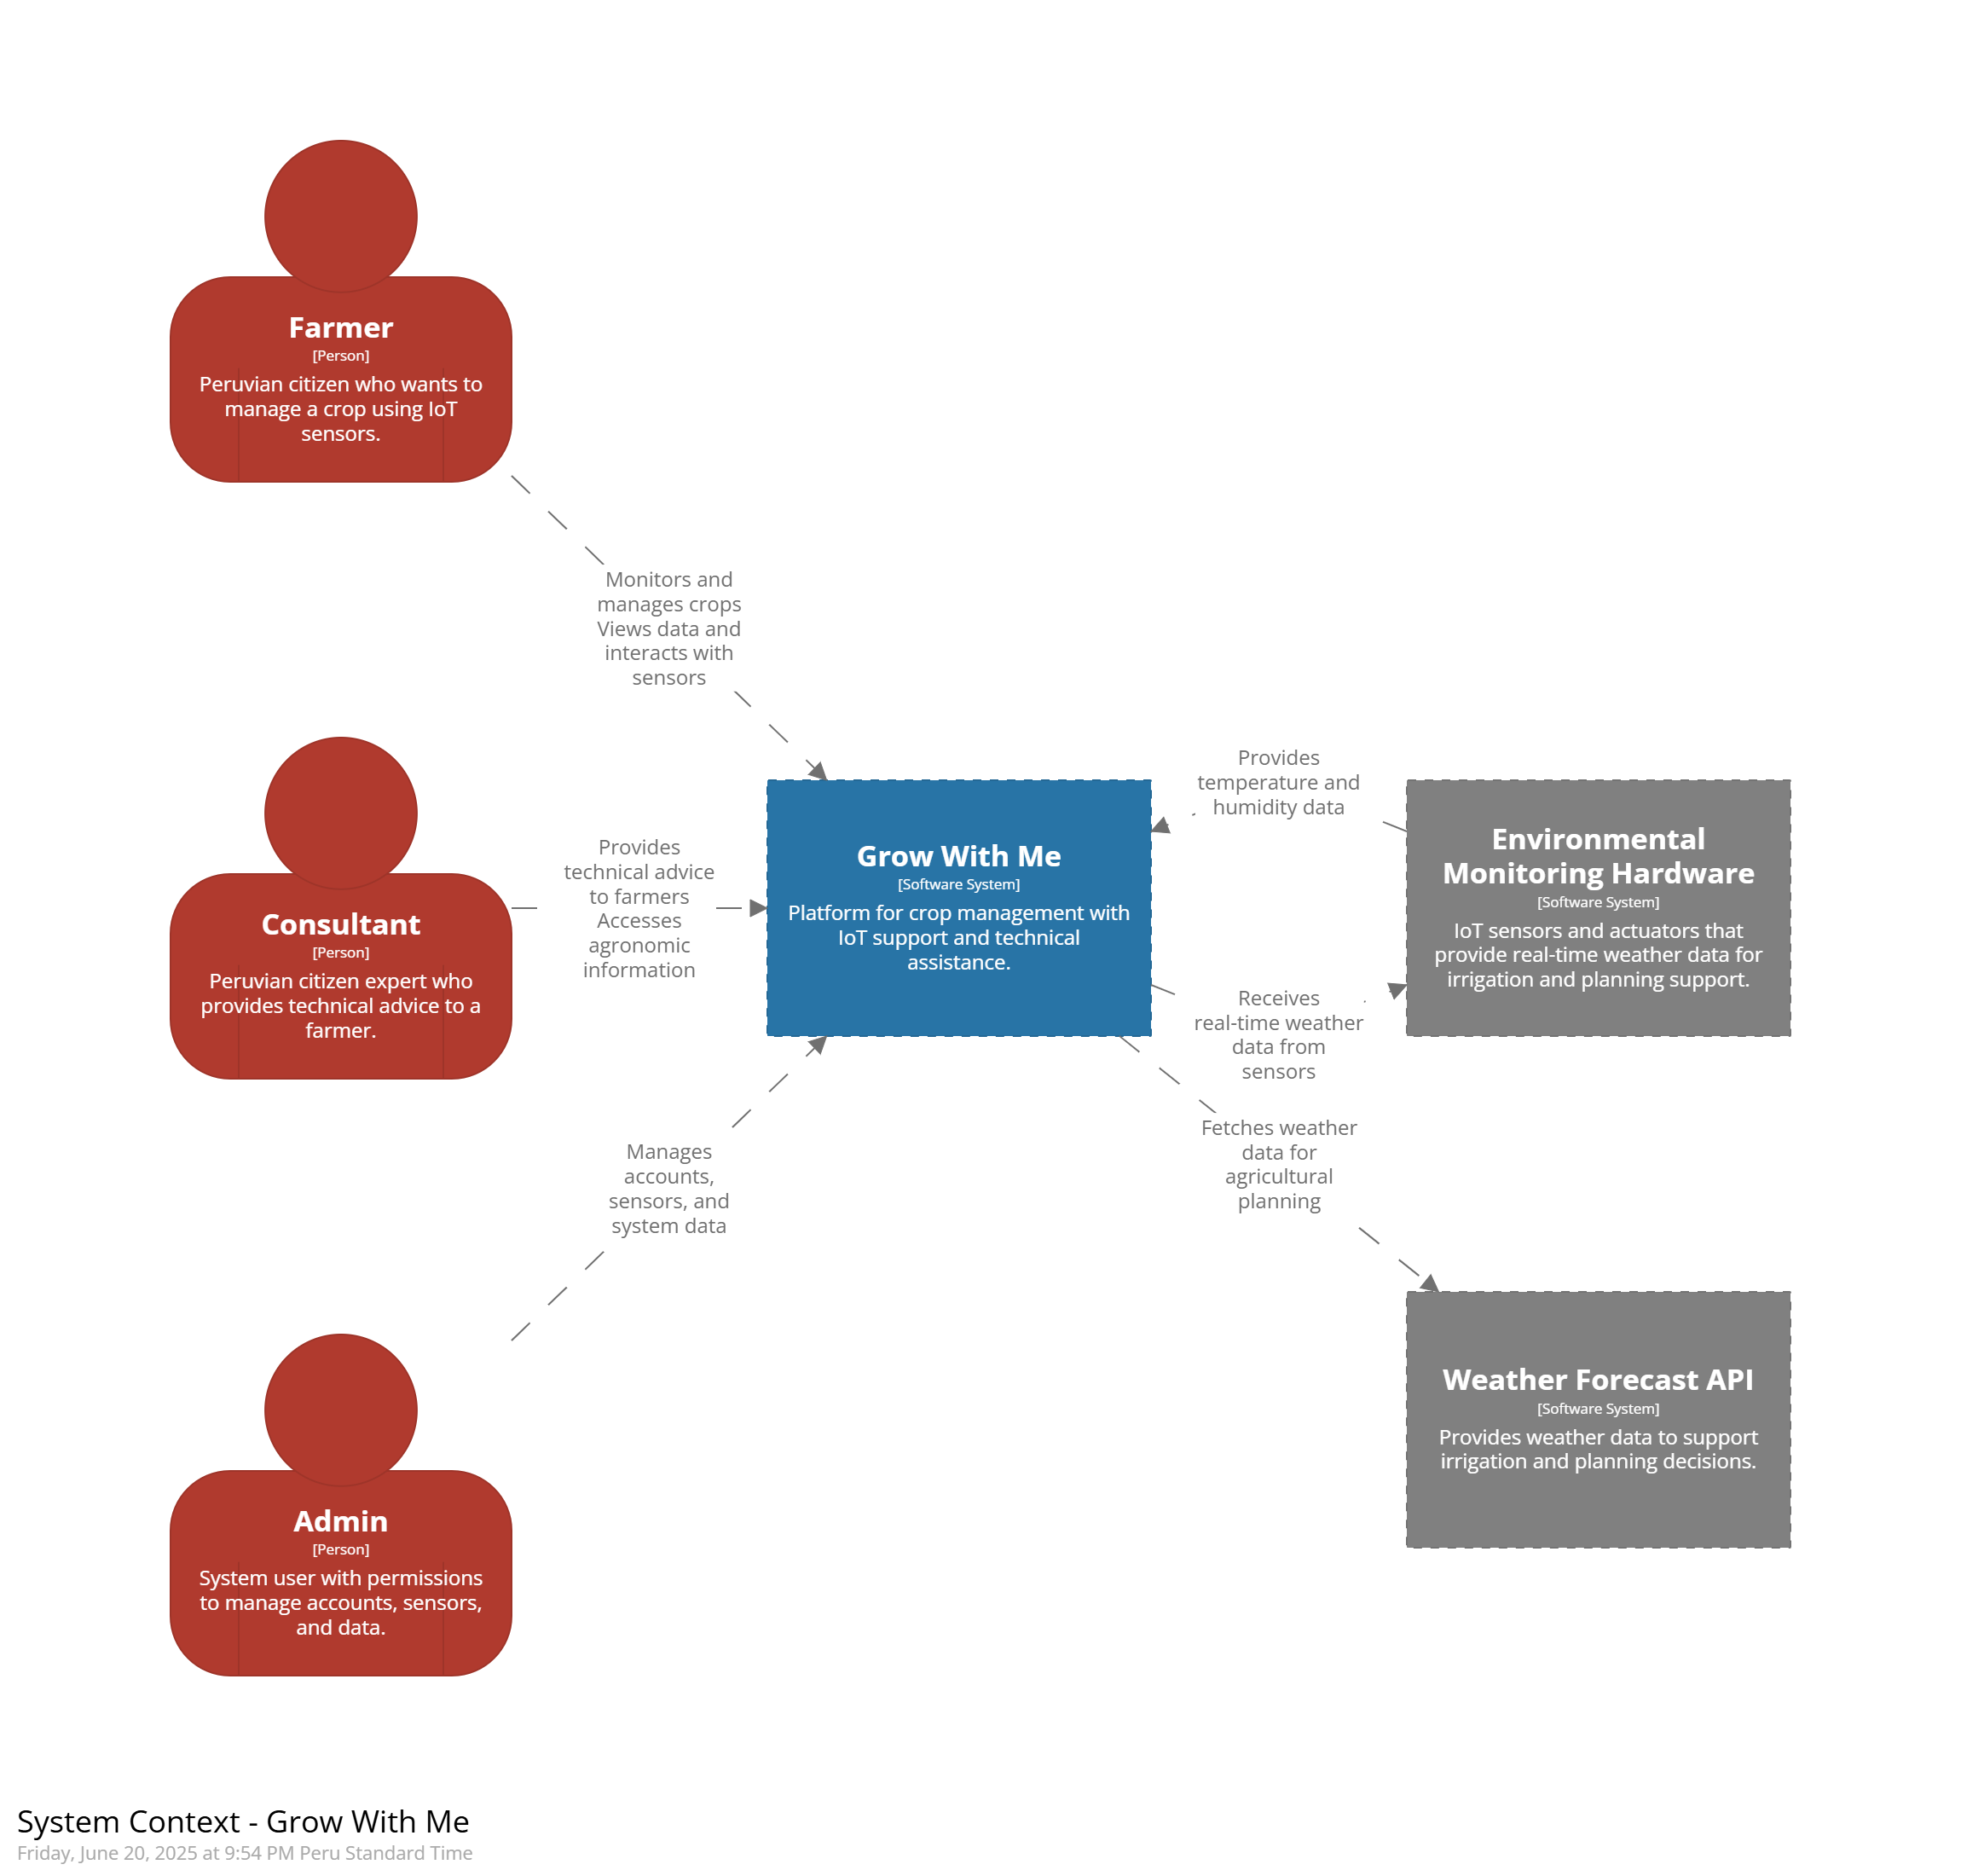 Farmer
[Person]
Peruvian citizen who wants to
manage a crop using IoT
sensors.
Monitors and
manages crops
Views data and
interacts with
sensors
Consultant
[Person]
Peruvian citizen expert who
provides technical advice to a
farmer.
Provides
technical advice
to farmers
Accesses
agronomic
information
Grow With Me
[Software System]
Platform for crop management with
IoT support and technical
assistance.
Provides
temperature and
humidity data
Environmental
Monitoring Hardware
[Software System]
IoT sensors and actuators that
provide real-time weather data for
irrigation and planning support.
Receives
real-time weather
data from
sensors
Fetches weather
data for
agricultural
planning
Manages
accounts,
sensors, and
system data
Weather Forecast API
[Software System]
Provides weather data to support
irrigation and planning decisions.
Admin
[Person]
System user with permissions
to manage accounts, sensors,
and data.
System Context - Grow With Me
Friday, June 20, 2025 at 9:54 PM Peru Standard Time